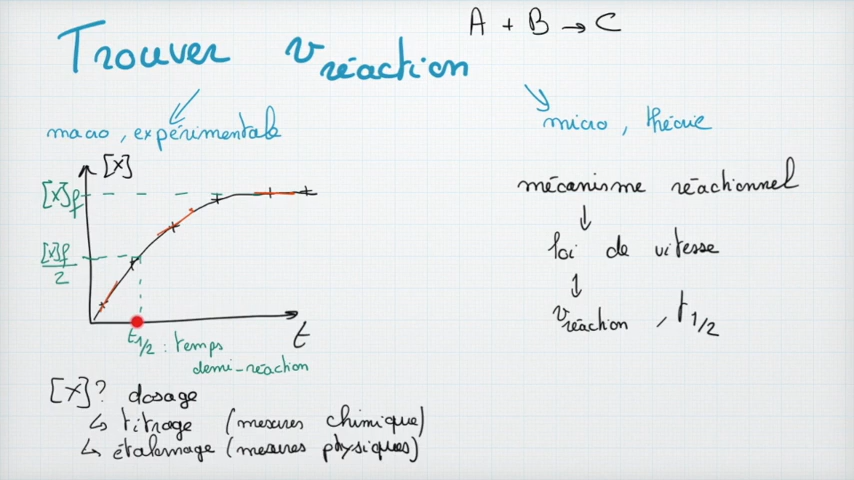 A + B → C
Trouver v réaction
macro, expérimentale
micro, théorie
[X]
[X]f
[X]f/2
t
t1/2 : temps
demi-réaction
[X]? dosage
↳ titrage (mesures chimique)
↳ étalonnage (mesures physiques)
mécanisme réactionnel
↓
loi de vitesse
↓
v réaction, t1/2